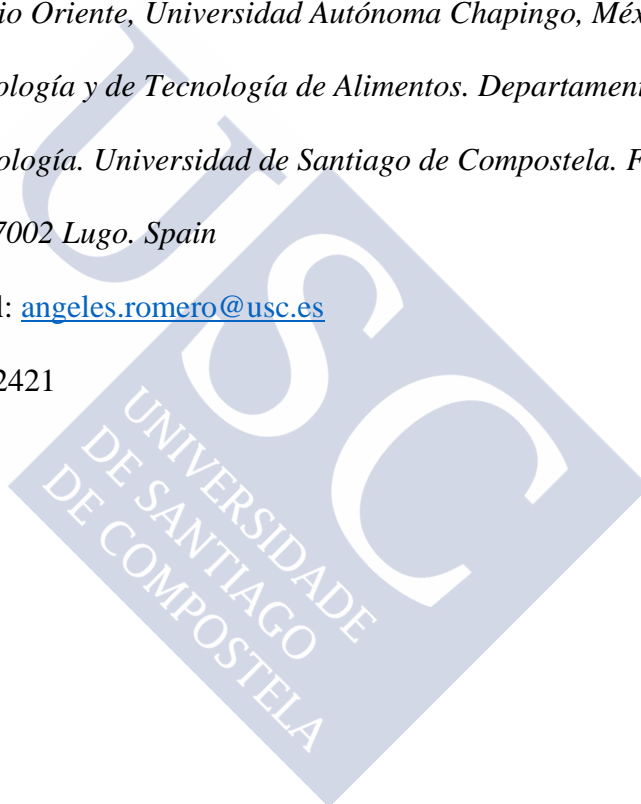 io Oriente, Universidad Autónoma Chapingo, Méx
ología y de Tecnología de Alimentos. Departament
ología. Universidad de Santiago de Compostela. F
7002 Lugo. Spain
l: angeles.romero@usc.es
2421
USC
UNIVERSIDADE
DE SANTIAGO
DE COMPOSTELA